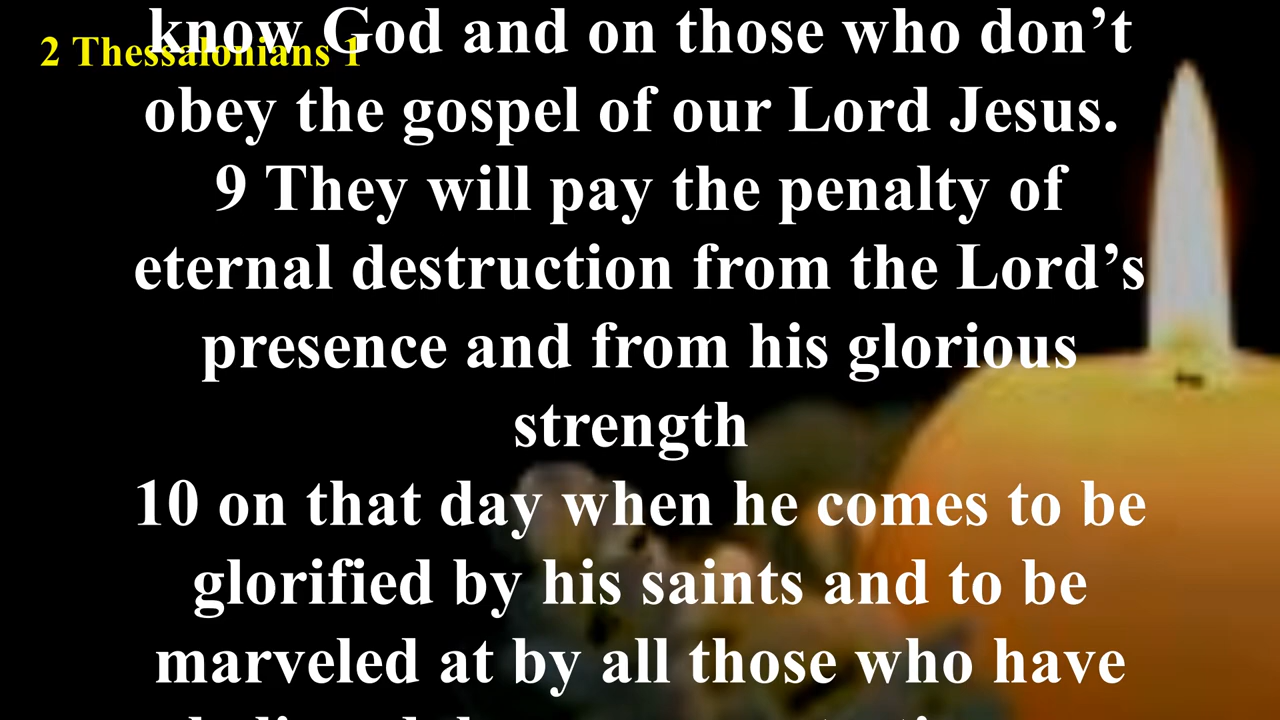 2 Thessalonians 1
know God and on those who don’t
obey the gospel of our Lord Jesus.
9 They will pay the penalty of
eternal destruction from the Lord’s
presence and from his glorious
strength
10 on that day when he comes to be
glorified by his saints and to be
marveled at by all those who have